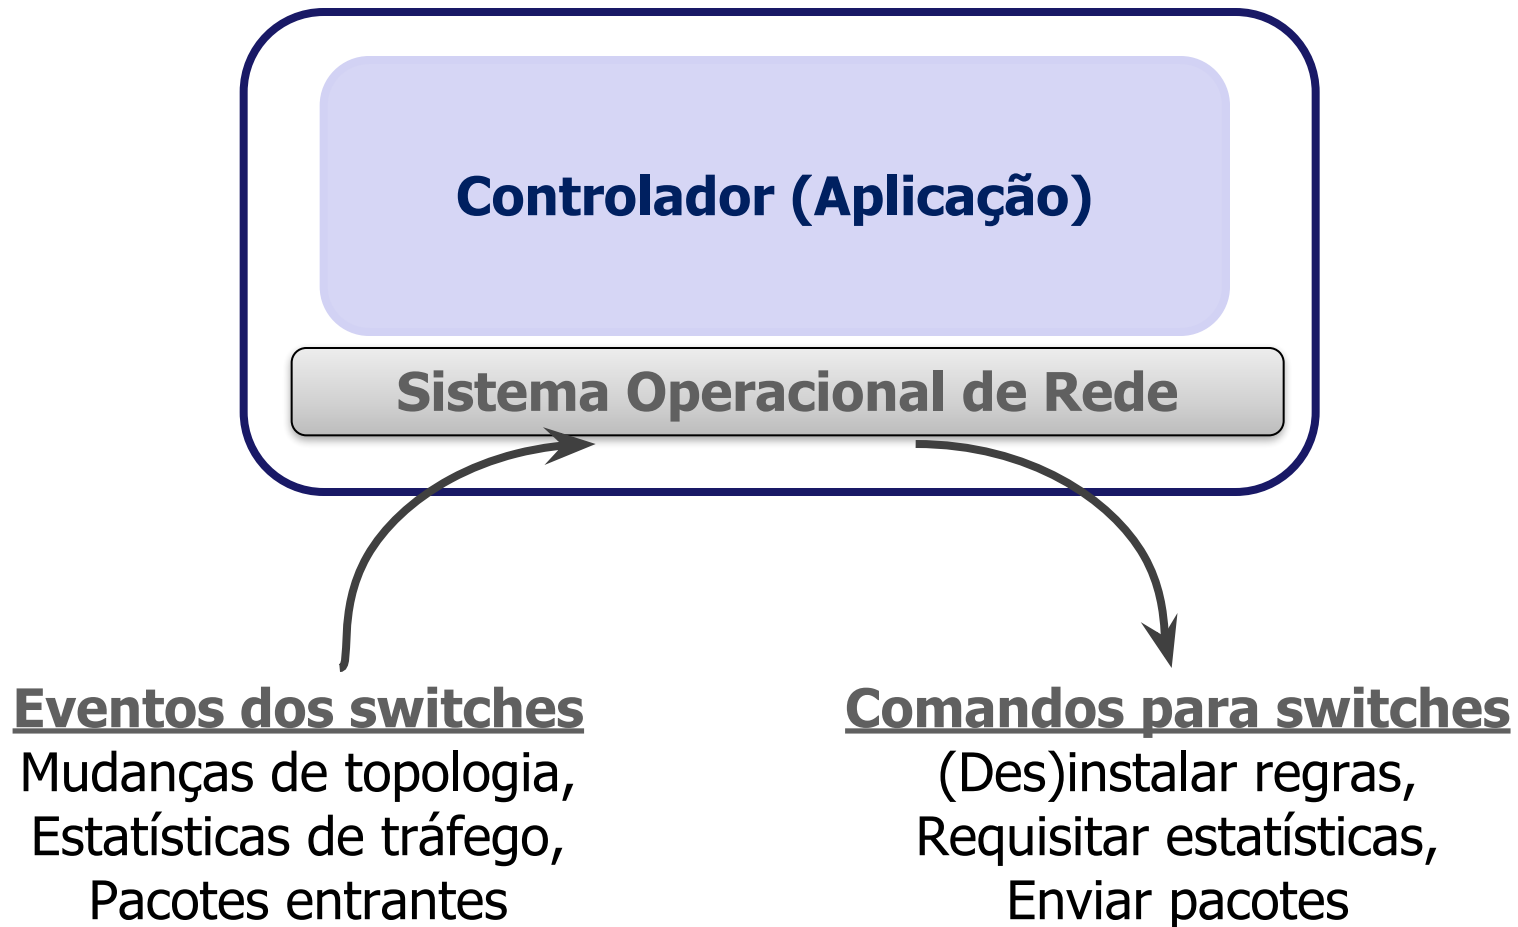 Controlador (Aplicação)
Sistema Operacional de Rede
Eventos dos switches
Mudanças de topologia,
Estatísticas de tráfego,
Pacotes entrantes
Comandos para switches
(Des)instalar regras,
Requisitar estatísticas,
Enviar pacotes